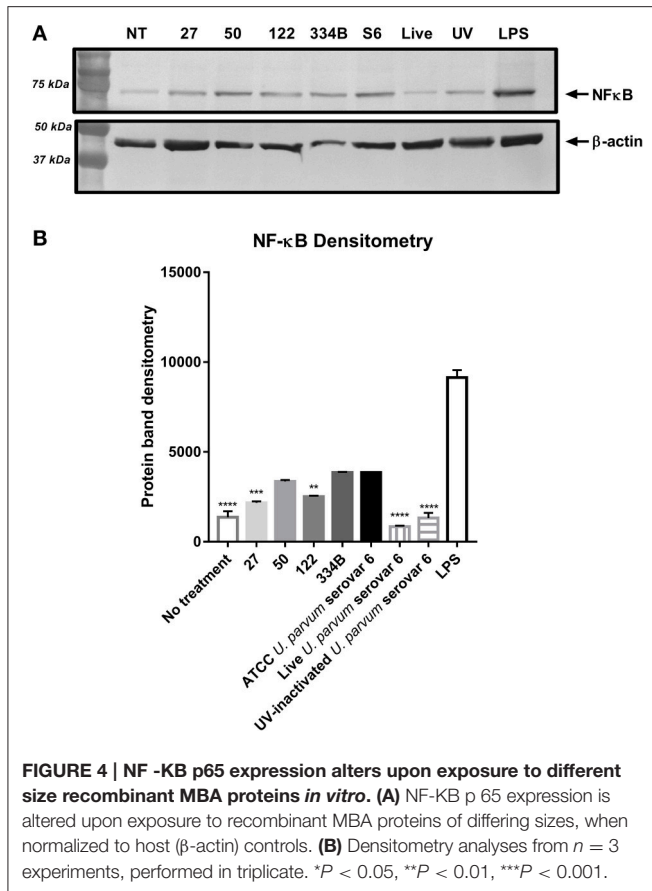 A
NT 27 50 122 334B S6 Live UV LPS
75 kDa
NFκB
50 kDa
β-actin
37 kDa
B
NF-κB Densitometry
Protein band densitometry
15000
10000
5000
0
**** *** ** **** ****
No treatment
27
50
122
334B
ATCC U. parvum serovar 6
Live U. parvum serovar 6
UV-inactivated U. parvum serovar 6
LPS
FIGURE 4 | NF -KB p65 expression alters upon exposure to different
size recombinant MBA proteins in vitro. (A) NF-KB p 65 expression is
altered upon exposure to recombinant MBA proteins of differing sizes, when
normalized to host (β-actin) controls. (B) Densitometry analyses from n = 3
experiments, performed in triplicate. *P < 0.05, **P < 0.01, ***P < 0.001.